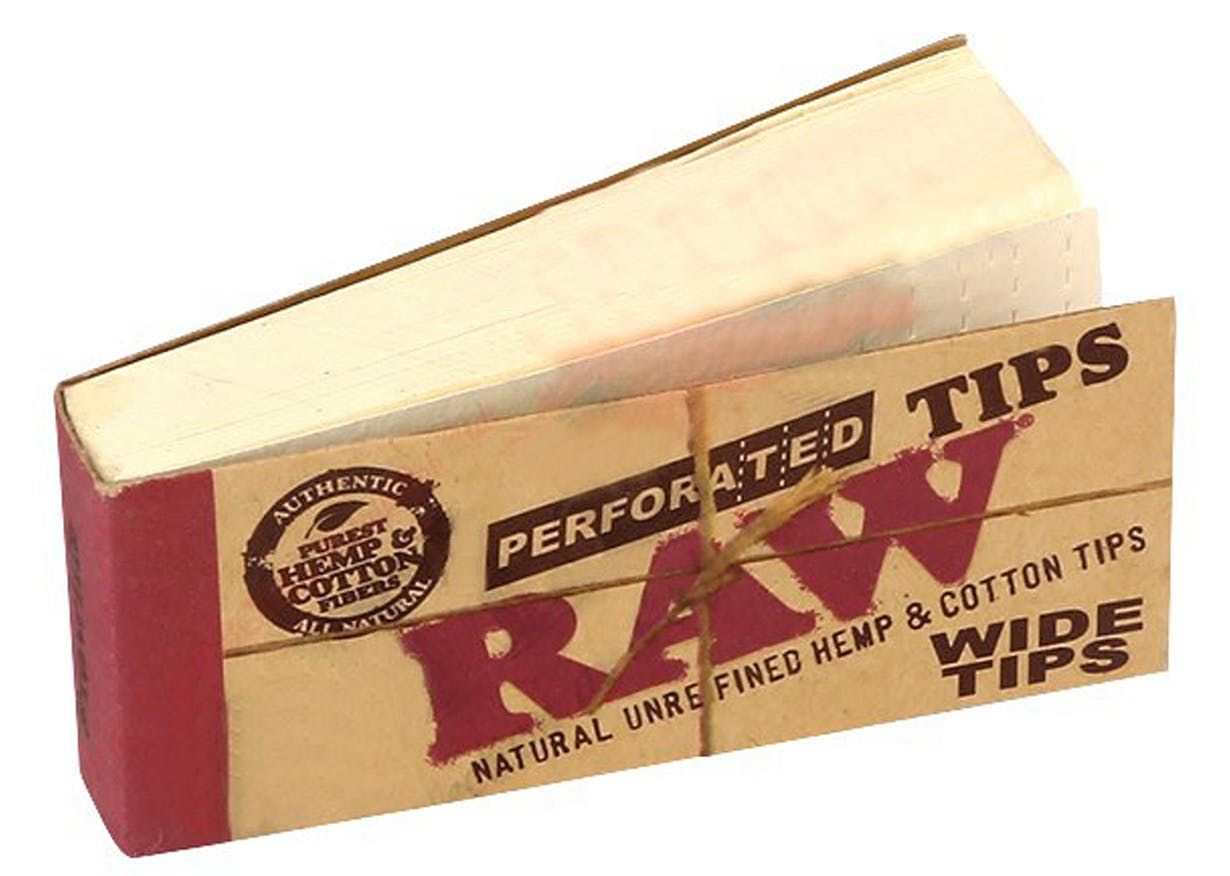 AUTHENTIC
PUREST
HEMP &
COTTON
FIBERS
ALL NATURAL
PERFORATED
TIPS
RAW®
NATURAL UNREFINED HEMP & COTTON TIPS
WIDE
TIPS